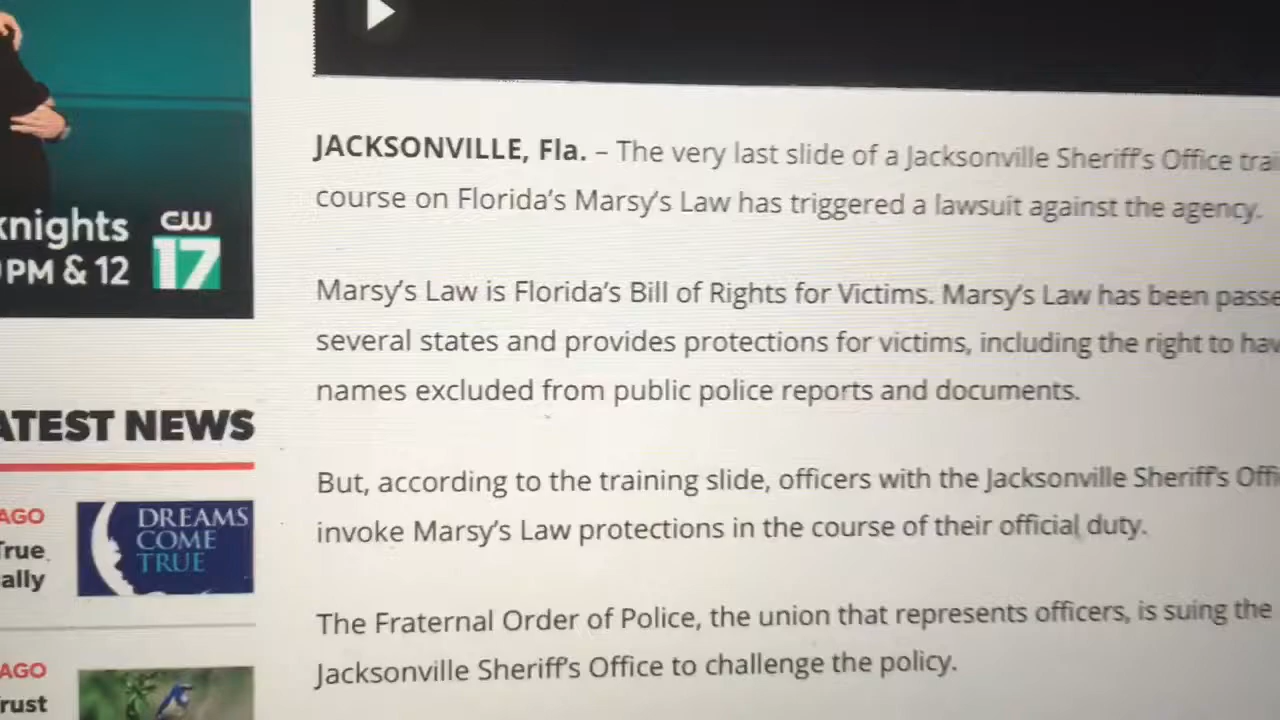 knights
CW
PM & 12
17
JACKSONVILLE, Fla. – The very last slide of a Jacksonville Sheriff's Office
course on Florida's Marsy's Law has triggered a lawsuit against the agency.
Marsy's Law is Florida's Bill of Rights for Victims. Marsy's Law has been
several states and provides protections for victims, including the right to
names excluded from public police reports and documents.
But, according to the training slide, officers with the Jacksonville Sheriff's
invoke Marsy's Law protections in the course of their official duty.
The Fraternal Order of Police, the union that represents officers, is suing the
Jacksonville Sheriff's Office to challenge the policy.
ATEST NEWS
AGO
True
ally
DREAMS
COME
TRUE
AGO
rust